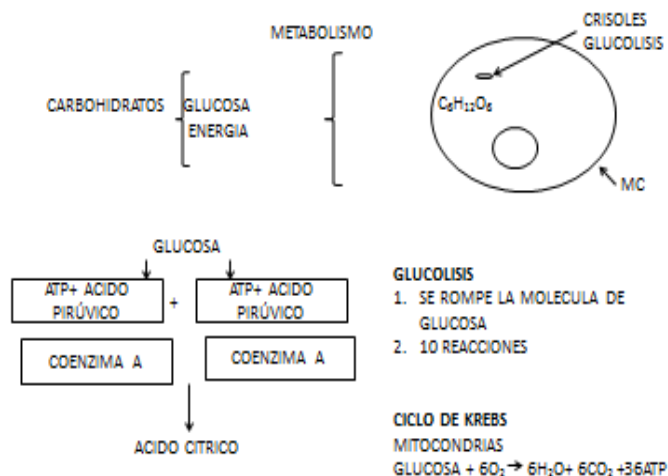 METABOLISMO
CRISOLES
GLUCOLISIS
CARBOHIDRATOS
GLUCOSA
ENERGIA
C₆H₁₂O₆
MC
GLUCOSA
ATP+ ACIDO
PIRÚVICO
+
ATP+ ACIDO
PIRÚVICO
COENZIMA A
COENZIMA A
ACIDO CITRICO
GLUCOLISIS
1. SE ROMPE LA MOLECULA DE
GLUCOSA
2. 10 REACCIONES
CICLO DE KREBS
MITOCONDRIAS
GLUCOSA + 6O₂ → 6H₂O+ 6CO₂ +36ATP